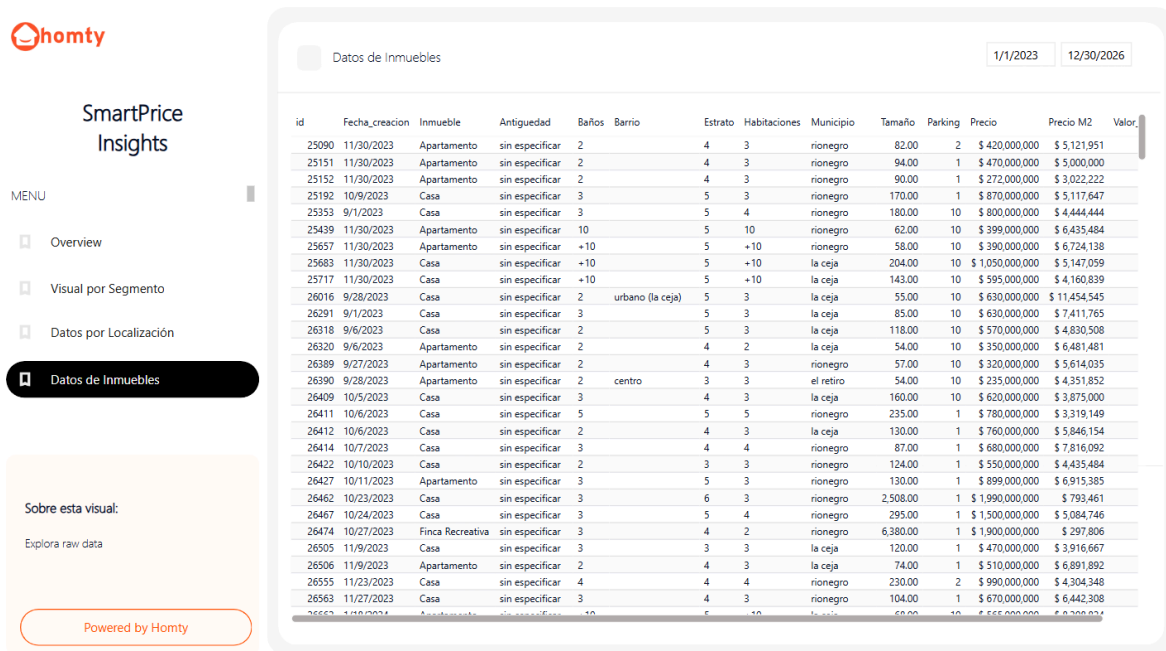 homty
SmartPrice
Insights
MENU
Overview
Visual por Segmento
Datos por Localización
Datos de Inmuebles
Sobre esta visual:
Explora raw data
Powered by Homty
Datos de Inmuebles 1/1/2023 12/30/2026
id Fecha_creacion Inmueble Antiguedad Baños Barrio Estrato Habitaciones Municipio Tamaño Parking Precio Precio M2 Valor_
25090 11/30/2023 Apartamento sin especificar 2 4 3 rionegro 82.00 2 $ 420,000,000 $ 5,121,951
25151 11/30/2023 Apartamento sin especificar 2 4 3 rionegro 94.00 1 $ 470,000,000 $ 5,000,000
25152 11/30/2023 Apartamento sin especificar 2 4 3 rionegro 90.00 1 $ 272,000,000 $ 3,022,222
25192 10/9/2023 Casa sin especificar 3 5 3 rionegro 170.00 1 $ 870,000,000 $ 5,117,647
25353 9/1/2023 Casa sin especificar 3 5 4 rionegro 180.00 10 $ 800,000,000 $ 4,444,444
25439 11/30/2023 Apartamento sin especificar 10 5 10 rionegro 62.00 10 $ 399,000,000 $ 6,435,484
25657 11/30/2023 Apartamento sin especificar +10 5 +10 rionegro 58.00 10 $ 390,000,000 $ 6,724,138
25683 11/30/2023 Casa sin especificar +10 5 +10 la ceja 204.00 10 $ 1,050,000,000 $ 5,147,059
25717 11/30/2023 Casa sin especificar +10 5 +10 la ceja 143.00 10 $ 595,000,000 $ 4,160,839
26016 9/28/2023 Casa sin especificar 2 urbano (la ceja) 5 3 la ceja 55.00 10 $ 630,000,000 $ 11,454,545
26291 9/1/2023 Casa sin especificar 3 5 3 la ceja 85.00 10 $ 630,000,000 $ 7,411,765
26318 9/6/2023 Casa sin especificar 2 5 3 la ceja 118.00 10 $ 570,000,000 $ 4,830,508
26320 9/6/2023 Apartamento sin especificar 2 4 2 la ceja 54.00 10 $ 350,000,000 $ 6,481,481
26389 9/27/2023 Apartamento sin especificar 2 4 3 rionegro 57.00 10 $ 320,000,000 $ 5,614,035
26390 9/28/2023 Apartamento sin especificar 2 centro 3 3 el retiro 54.00 10 $ 235,000,000 $ 4,351,852
26409 10/5/2023 Casa sin especificar 3 4 3 la ceja 160.00 10 $ 620,000,000 $ 3,875,000
26411 10/6/2023 Casa sin especificar 5 5 5 rionegro 235.00 1 $ 780,000,000 $ 3,319,149
26412 10/6/2023 Casa sin especificar 2 4 3 la ceja 130.00 1 $ 760,000,000 $ 5,846,154
26414 10/7/2023 Casa sin especificar 3 4 4 rionegro 87.00 1 $ 680,000,000 $ 7,816,092
26422 10/10/2023 Casa sin especificar 2 3 3 rionegro 124.00 1 $ 550,000,000 $ 4,435,484
26427 10/11/2023 Apartamento sin especificar 3 5 3 rionegro 130.00 1 $ 899,000,000 $ 6,915,385
26462 10/23/2023 Casa sin especificar 3 6 3 rionegro 2,508.00 1 $ 1,990,000,000 $ 793,461
26467 10/24/2023 Casa sin especificar 3 5 4 rionegro 295.00 1 $ 1,500,000,000 $ 5,084,746
26474 10/27/2023 Finca Recreativa sin especificar 3 4 2 rionegro 6,380.00 1 $ 1,900,000,000 $ 297,806
26505 11/9/2023 Casa sin especificar 3 3 3 la ceja 120.00 1 $ 470,000,000 $ 3,916,667
26506 11/9/2023 Apartamento sin especificar 2 4 3 la ceja 74.00 1 $ 510,000,000 $ 6,891,892
26555 11/23/2023 Casa sin especificar 4 4 4 rionegro 230.00 2 $ 990,000,000 $ 4,304,348
26563 11/27/2023 Casa sin especificar 3 4 3 rionegro 104.00 1 $ 670,000,000 $ 6,442,308